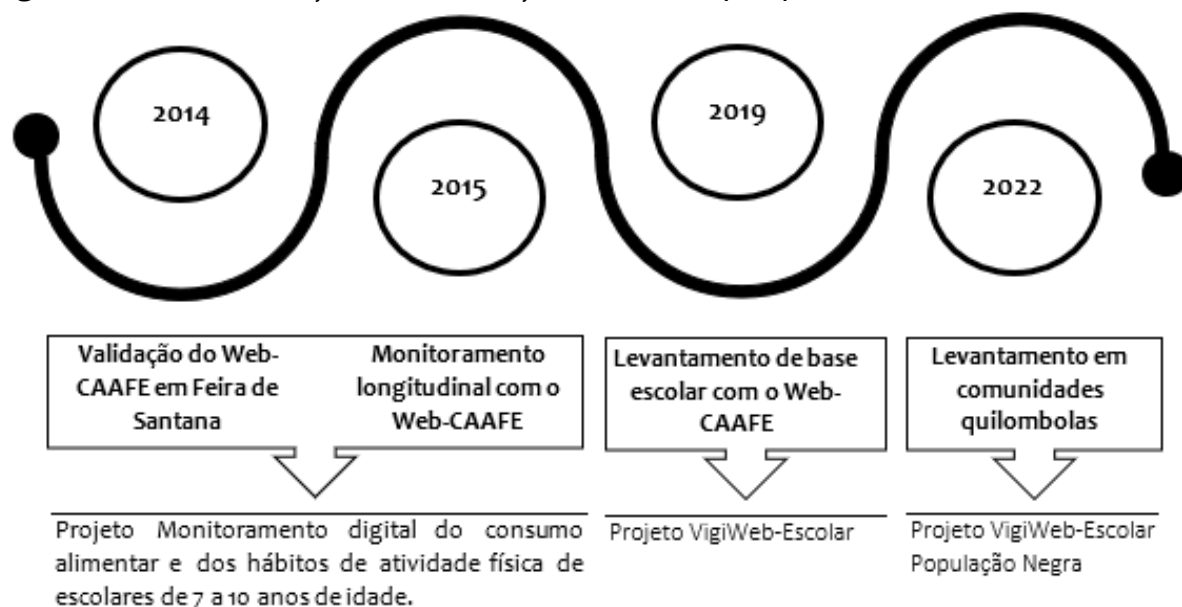 2014
2015
2019
2022
Validação do Web-
CAAFE em Feira de
Santana
Monitoramento
longitudinal com o
Web-CAAFE
Levantamento de base
escolar com o Web-
CAAFE
Levantamento em
comunidades
quilombolas
Projeto Monitoramento digital do consumo
alimentar e dos hábitos de atividade física de
escolares de 7 a 10 anos de idade.
Projeto VigiWeb-Escolar
Projeto VigiWeb-Escolar
População Negra